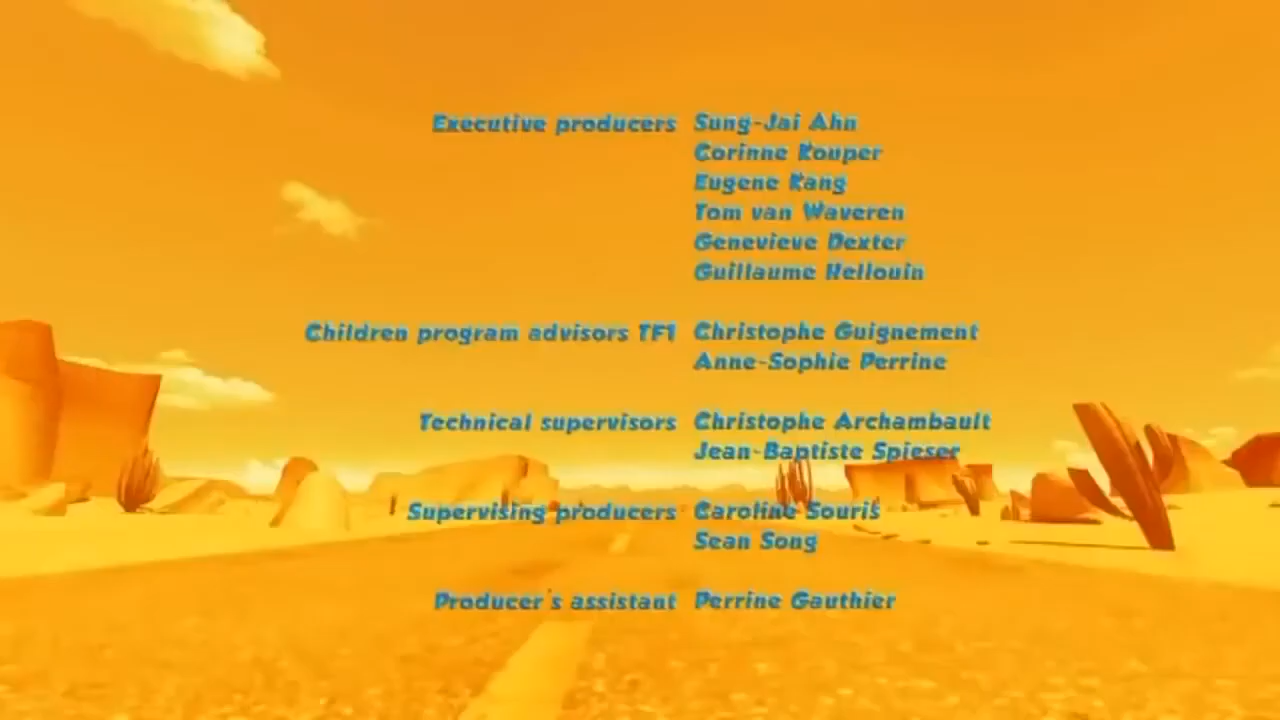 Executive producers Sung-Jai Ahn
Corinne Kouper
Eugene Kang
Tom van Waveren
Genevieve Dexter
Guillaume Hellouin
Children program advisors TF1 Christophe Guignement
Anne-Sophie Perrine
Technical supervisors Christophe Archambault
Jean-Baptiste Spieser
Supervising producers Caroline Souris
Sean Song
Producer's assistant Perrine Gauthier